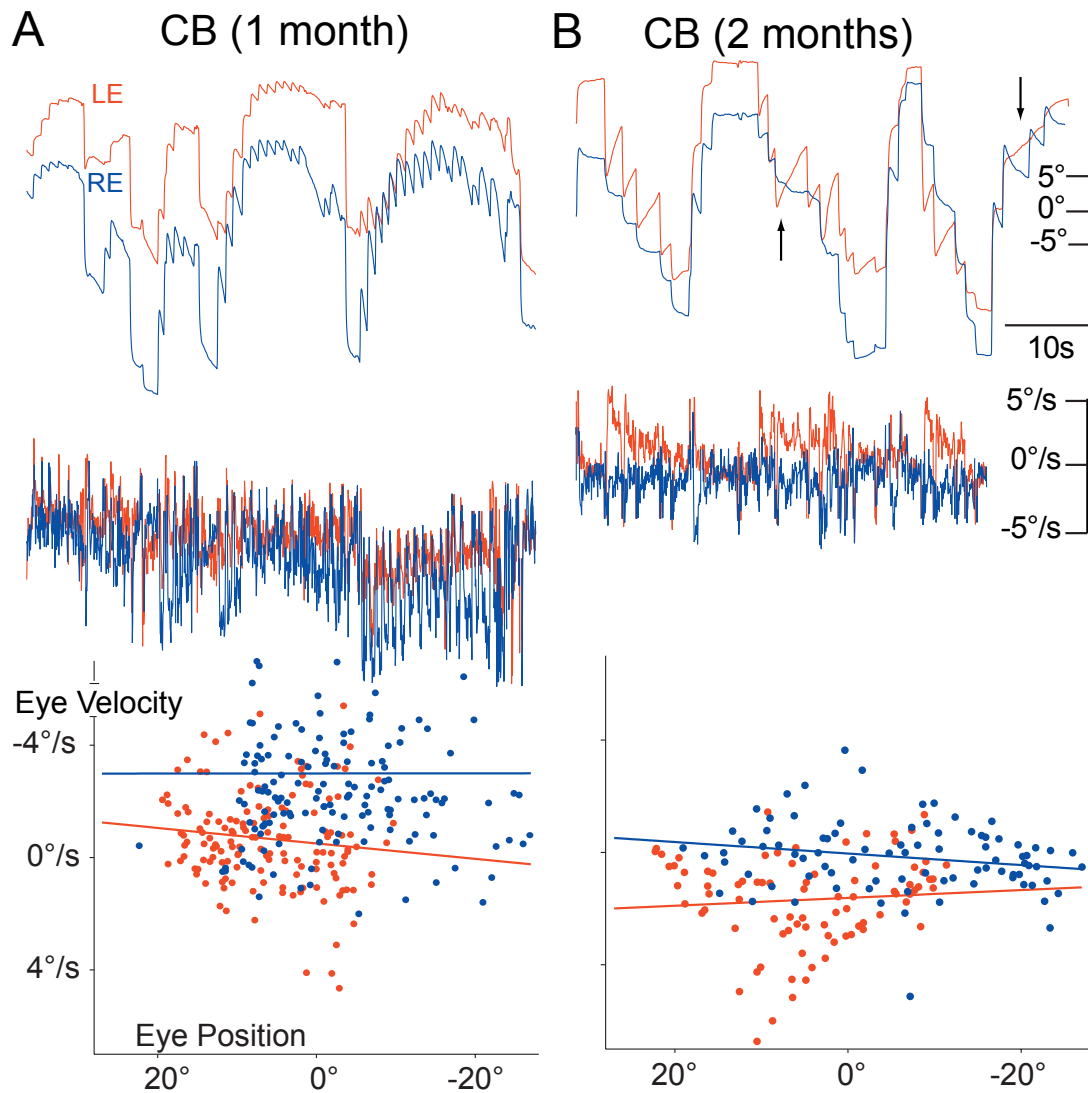 A CB (1 month)
B CB (2 months)
LE
RE
5°
0°
-5°
10s
5°/s
0°/s
-5°/s
Eye Velocity
-4°/s
0°/s
4°/s
Eye Position
20° 0° -20°
20° 0° -20°